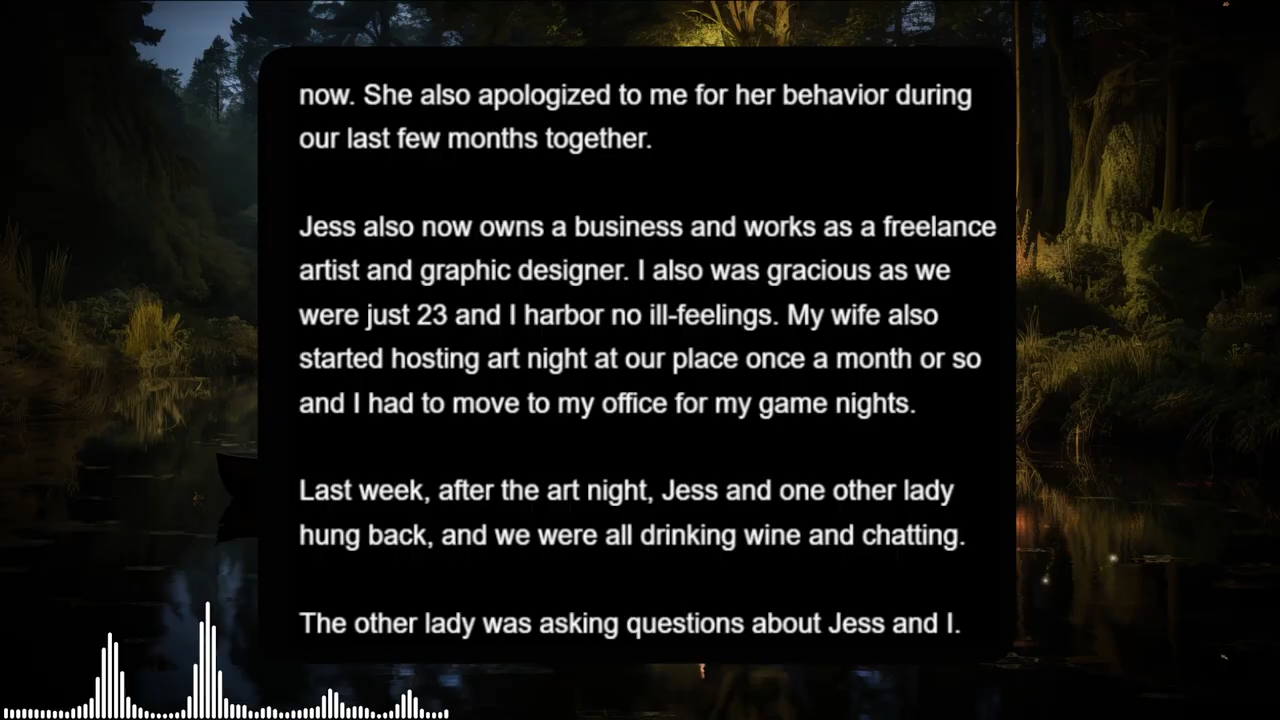 now. She also apologized to me for her behavior during
our last few months together.
Jess also now owns a business and works as a freelance
artist and graphic designer. I also was gracious as we
were just 23 and I harbor no ill-feelings. My wife also
started hosting art night at our place once a month or so
and I had to move to my office for my game nights.
Last week, after the art night, Jess and one other lady
hung back, and we were all drinking wine and chatting.
The other lady was asking questions about Jess and I.